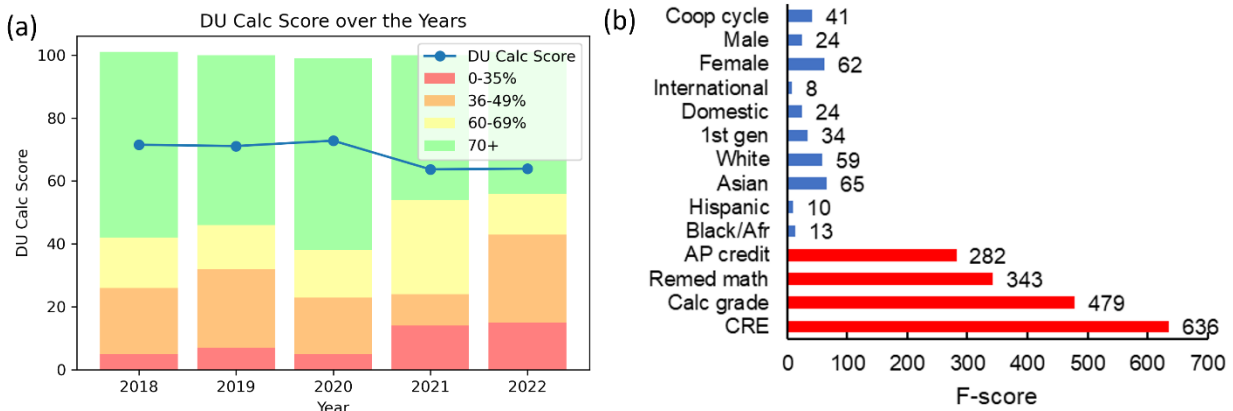 (a)
DU Calc Score over the Years
DU Calc Score
0-35%
36-49%
60-69%
70+
100
80
60
40
20
0
DU Calc Score
2018 2019 2020 2021 2022
Year
(b)
Coop cycle 41
Male 24
Female 62
International 8
Domestic 24
1st gen 34
White 59
Asian 65
Hispanic 10
Black/Afr 13
AP credit 282
Remed math 343
Calc grade 479
CRE 636
0 100 200 300 400 500 600 700
F-score